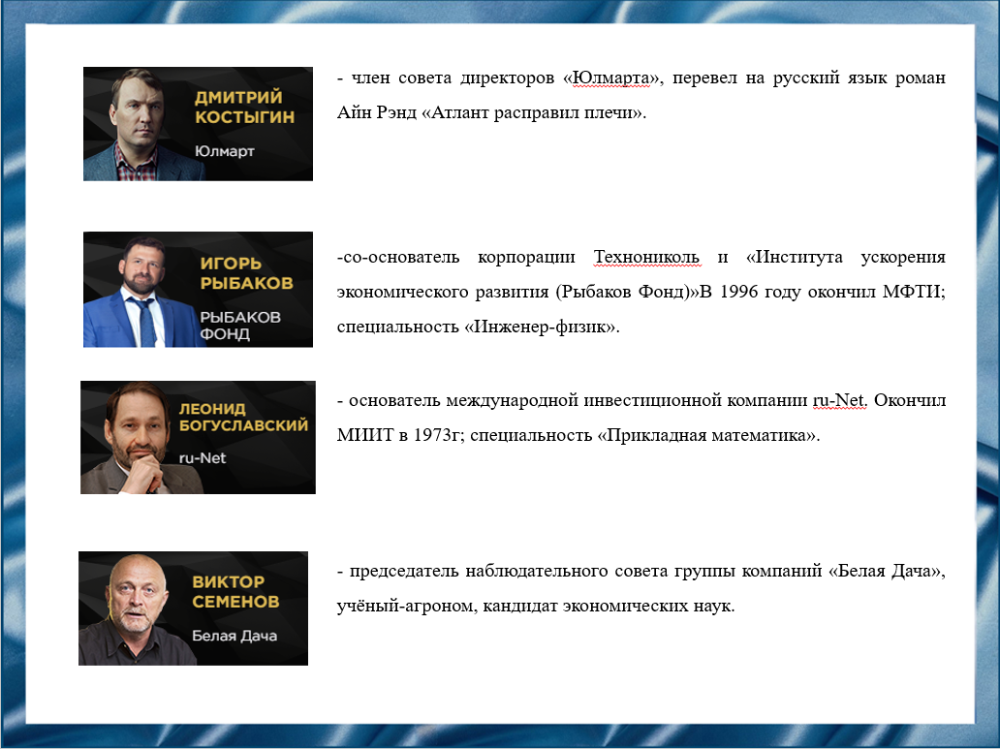 ДМИТРИЙ
КОСТЫГИН
Юлмарт
- член совета директоров «Юлмарта», перевел на русский язык роман
Айн Рэнд «Атлант расправил плечи».
ИГОРЬ
РЫБАКОВ
РЫБАКОВ
ФОНД
-со-основатель корпорации Технониколь и «Института ускорения
экономического развития (Рыбаков Фонд)»В 1996 году окончил МФТИ;
специальность «Инженер-физик».
ЛЕОНИД
БОГУСЛАВСКИЙ
ru-Net
- основатель международной инвестиционной компании ru-Net. Окончил
МИИТ в 1973г; специальность «Прикладная математика».
ВИКТОР
СЕМЕНОВ
Белая Дача
- председатель наблюдательного совета группы компаний «Белая Дача»,
учёный-агроном, кандидат экономических наук.